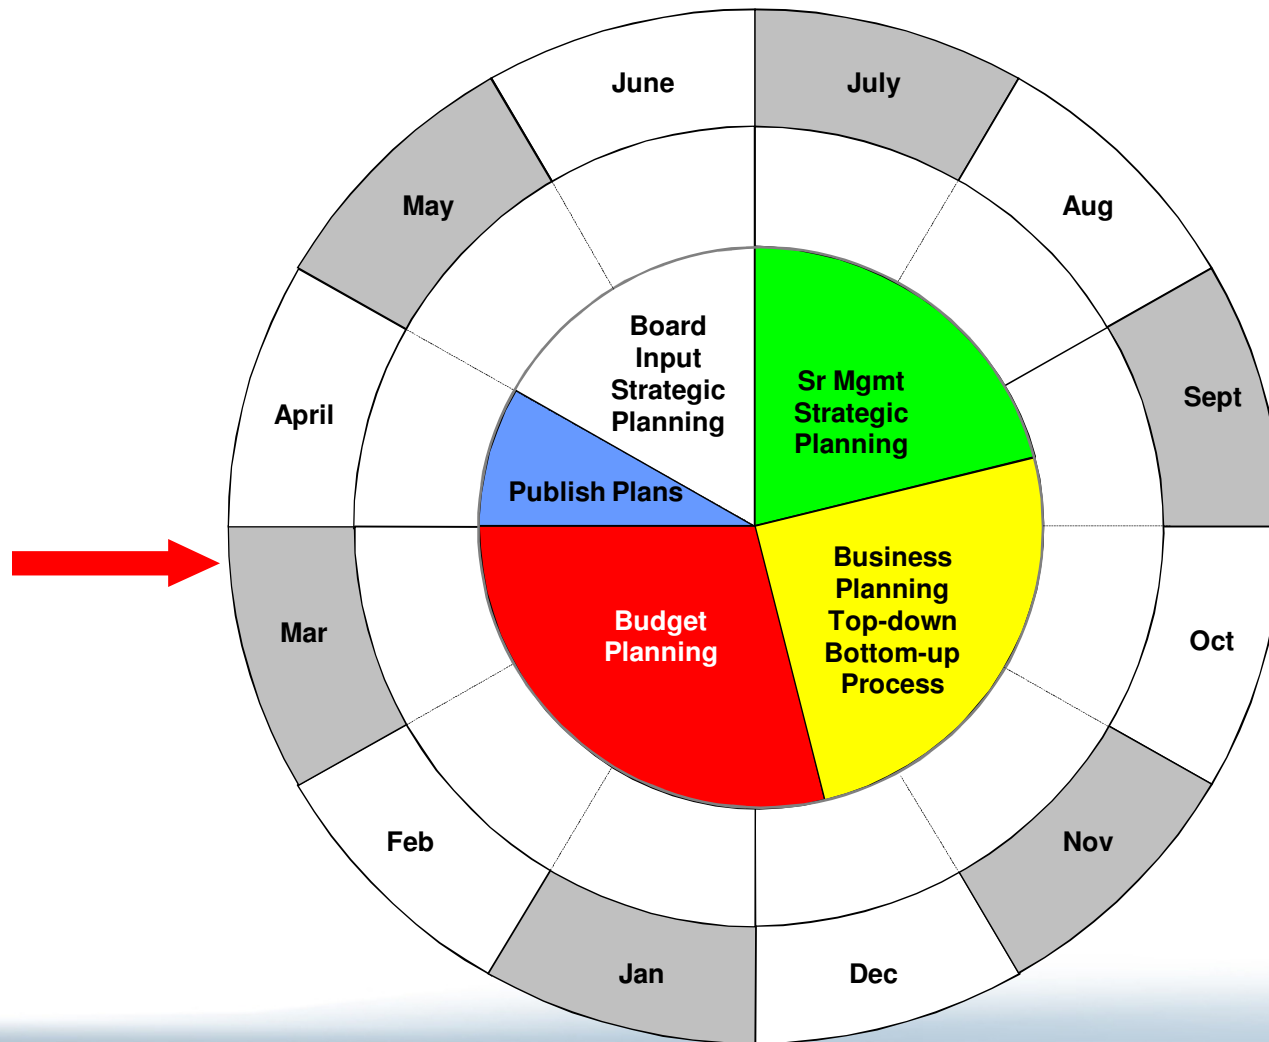 June
July
May
Aug
April
Sept
Board
Input
Strategic
Planning
Sr Mgmt
Strategic
Planning
Publish Plans
Business
Planning
Top-down
Bottom-up
Process
Budget
Planning
Mar
Oct
Feb
Nov
Jan
Dec